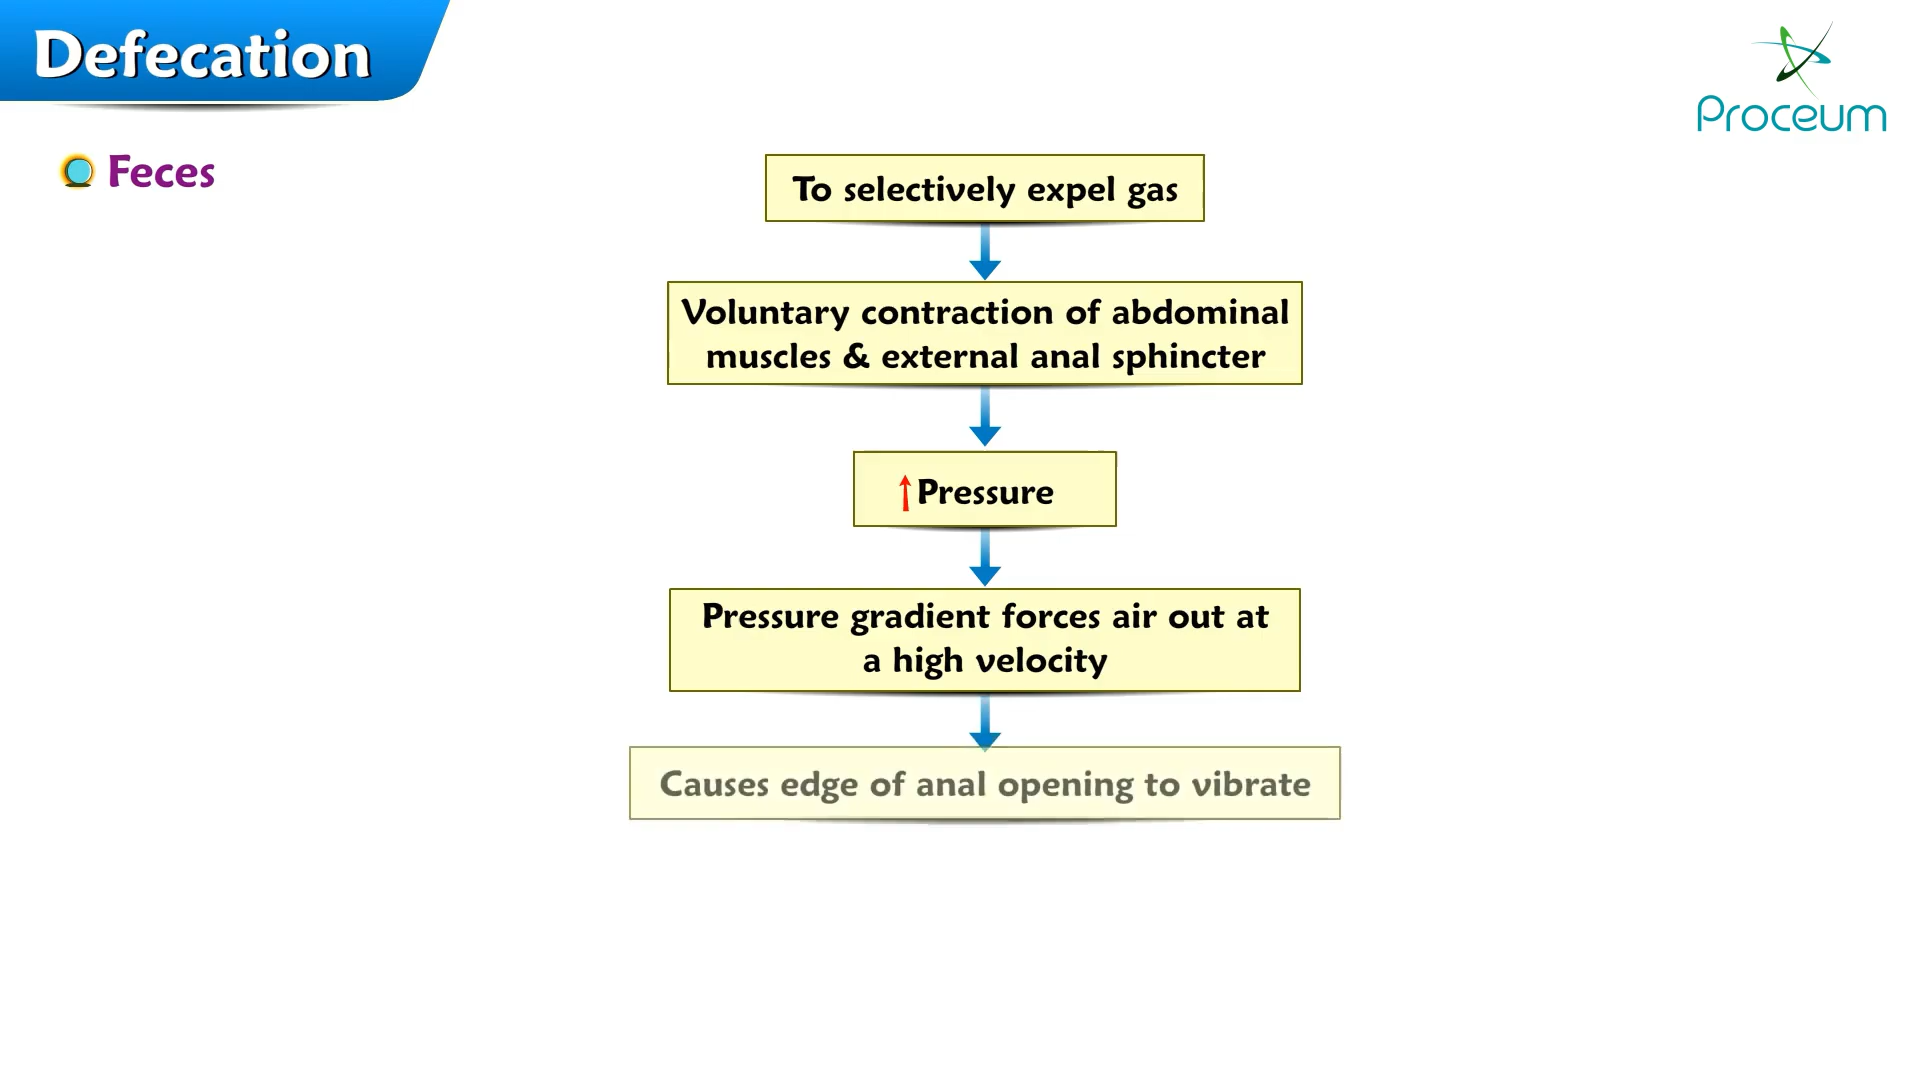 Defecation
Proceum
Feces
To selectively expel gas
Voluntary contraction of abdominal
muscles & external anal sphincter
↑Pressure
Pressure gradient forces air out at
a high velocity
Causes edge of anal opening to vibrate